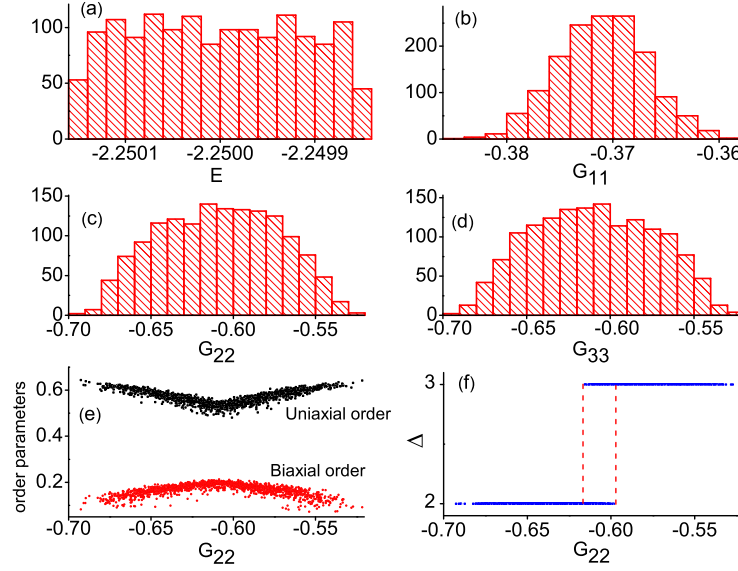 (a)
100
50
0
-2.2501 -2.2500 -2.2499
E
(b)
200
100
0
-0.38 -0.37 -0.36
G11
(c)
150
100
50
0
-0.70 -0.65 -0.60 -0.55
G22
(d)
150
100
50
0
-0.70 -0.65 -0.60 -0.55
G33
(e)
order parameters
0.6
0.4
0.2
Uniaxial order
Biaxial order
-0.70 -0.65 -0.60 -0.55
G22
(f)
Δ
3
2
-0.70 -0.65 -0.60 -0.55
G22